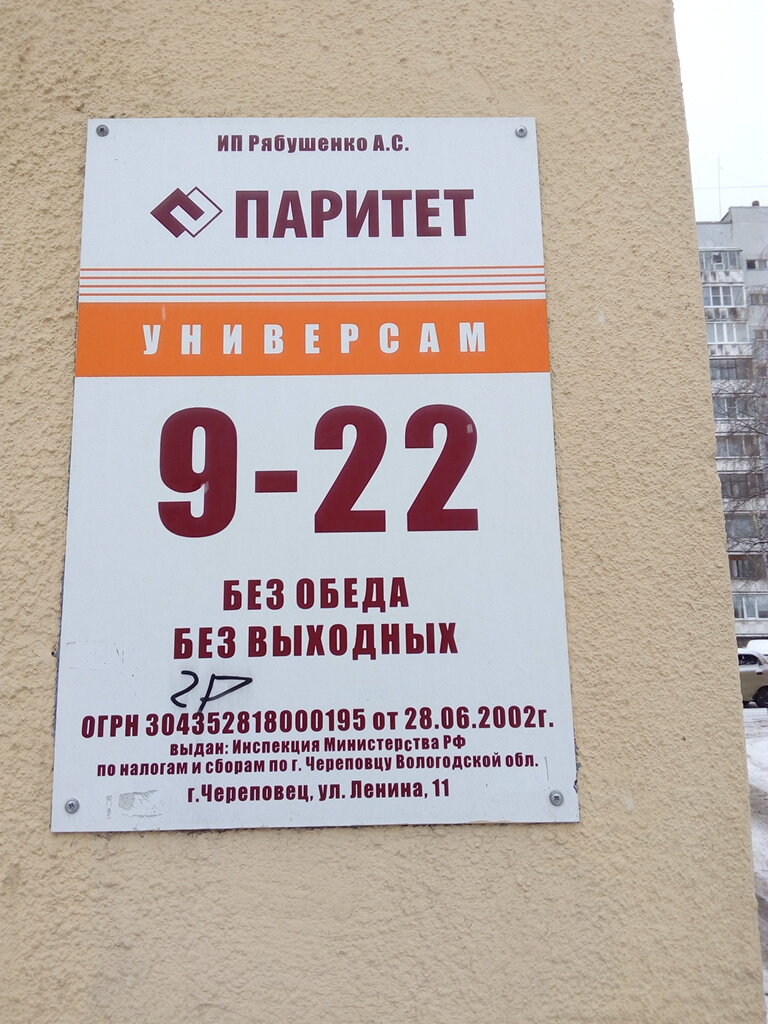 ИП Рябушенко А.С.
ПАРИТЕТ
УНИВЕРСАМ
9-22
БЕЗ ОБЕДА
БЕЗ ВЫХОДНЫХ
ОГРН 304352818000195 от 28.06.2002г.
выдан: Инспекция Министерства РФ
по налогам и сборам по г. Череповцу Вологодской обл.
г.Череповец, ул. Ленина, 11